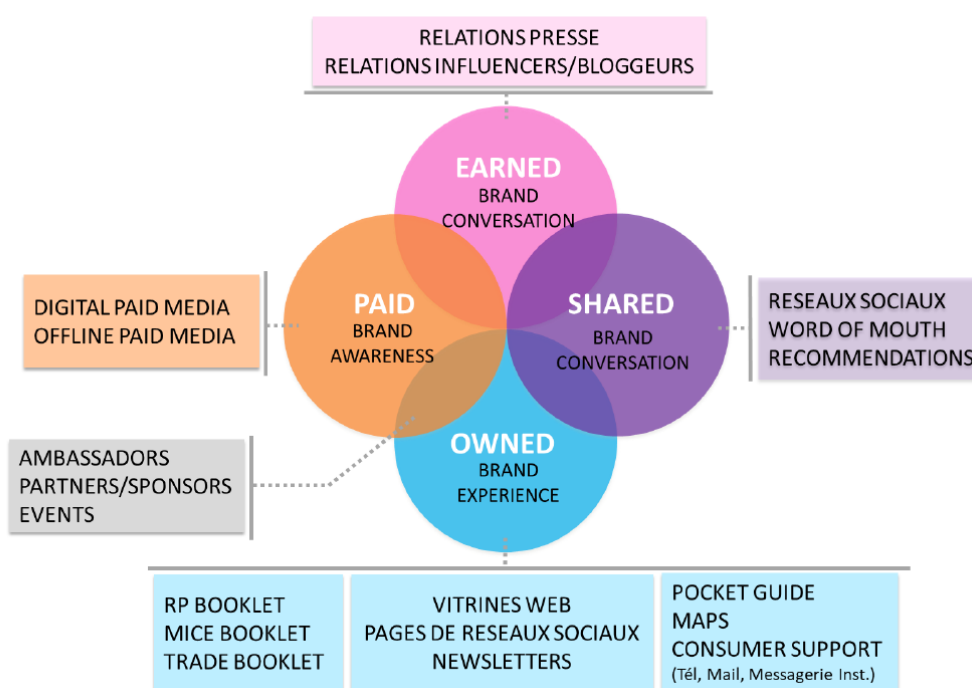 RELATIONS PRESSE
RELATIONS INFLUENCERS/BLOGGEURS
EARNED
BRAND
CONVERSATION
DIGITAL PAID MEDIA
OFFLINE PAID MEDIA
PAID
BRAND
AWARENESS
SHARED
BRAND
CONVERSATION
RESEAUX SOCIAUX
WORD OF MOUTH
RECOMMENDATIONS
AMBASSADORS
PARTNERS/SPONSORS
EVENTS
OWNED
BRAND
EXPERIENCE
RP BOOKLET
MICE BOOKLET
TRADE BOOKLET
VITRINES WEB
PAGES DE RESEAUX SOCIAUX
NEWSLETTERS
POCKET GUIDE
MAPS
CONSUMER SUPPORT
(Tél, Mail, Messagerie Inst.)